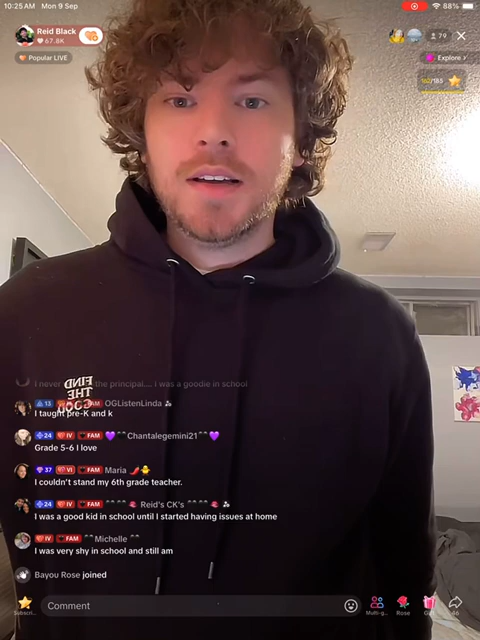 10:25 AM Mon 9 Sep
88%
Reid Black
67.8K
79
Popular LIVE
Explore >
/185
I never the principal.... I was a goodie in school
FIND
THE
GOOD
13 AM OGListenLinda
I taught pre-K and k
24 IV FAM Chantalegemini21
Grade 5-6 I love
37 VI FAM Maria
I couldn't stand my 6th grade teacher.
24 IV FAM Reid's CK's
I was a good kid in school until I started having issues at home
IV FAM Michelle
I was very shy in school and still am
Bayou Rose joined
Comment
Subscri...
Multi-g...
Rose